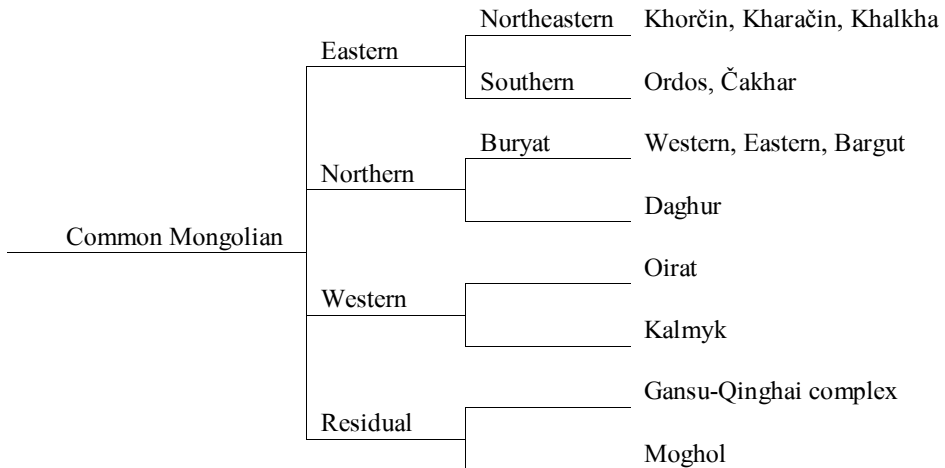 Northeastern Khorčin, Kharačin, Khalkha
Eastern
Southern Ordos, Čakhar
Buryat Western, Eastern, Bargut
Northern
Daghur
Common Mongolian
Oirat
Western
Kalmyk
Gansu-Qinghai complex
Residual
Moghol